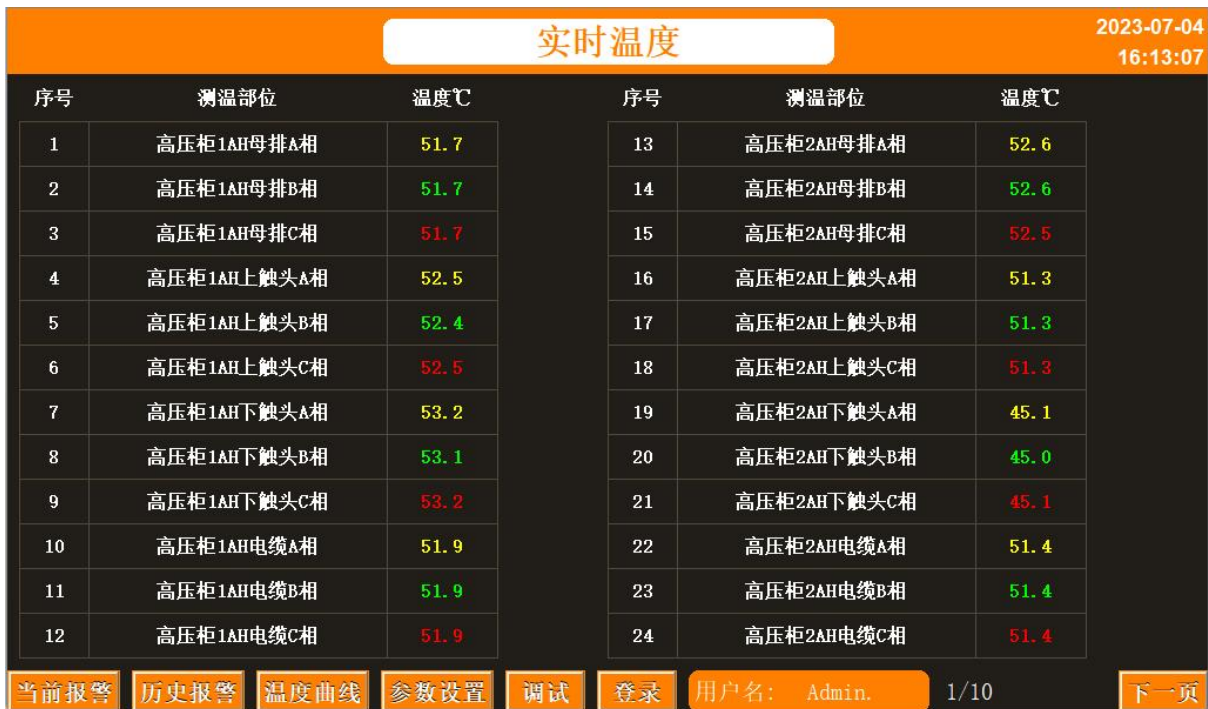 实时温度
2023-07-04
16:13:07
序号 测温部位 温度℃ 序号 测温部位 温度℃
1 高压柜1AH母排A相 51.7 13 高压柜2AH母排A相 52.6
2 高压柜1AH母排B相 51.7 14 高压柜2AH母排B相 52.6
3 高压柜1AH母排C相 51.7 15 高压柜2AH母排C相 52.5
4 高压柜1AH上触头A相 52.5 16 高压柜2AH上触头A相 51.3
5 高压柜1AH上触头B相 52.4 17 高压柜2AH上触头B相 51.3
6 高压柜1AH上触头C相 52.5 18 高压柜2AH上触头C相 51.3
7 高压柜1AH下触头A相 53.2 19 高压柜2AH下触头A相 45.1
8 高压柜1AH下触头B相 53.1 20 高压柜2AH下触头B相 45.0
9 高压柜1AH下触头C相 53.2 21 高压柜2AH下触头C相 45.1
10 高压柜1AH电缆A相 51.9 22 高压柜2AH电缆A相 51.4
11 高压柜1AH电缆B相 51.9 23 高压柜2AH电缆B相 51.4
12 高压柜1AH电缆C相 51.9 24 高压柜2AH电缆C相 51.4
当前报警 历史报警 温度曲线 参数设置 调试 登录 用户名: Admin. 1/10 下一页